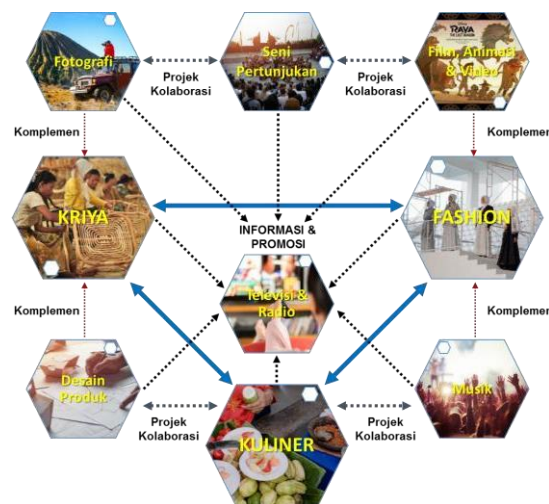 Fotografi
Projek
Kolaborasi
Seni
Pertunjukan
Projek
Kolaborasi
RAYA
Film, Animasi
& Video
Komplemen
Komplemen
KRIYA
INFORMASI &
PROMOSI
FASHION
Televisi &
Radio
Komplemen
Komplemen
Desain
Produk
Projek
Kolaborasi
KULINER
Projek
Kolaborasi
Musik